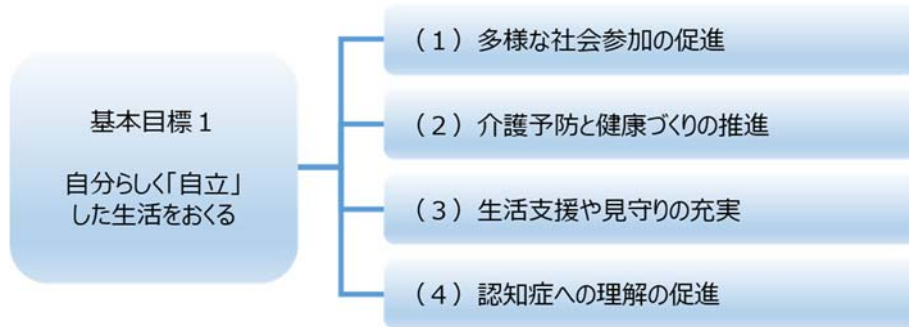 基本目標1
自分らしく「自立」
した生活をおくる
(1)多様な社会参加の促進
(2)介護予防と健康づくりの推進
(3)生活支援や見守りの充実
(4)認知症への理解の促進